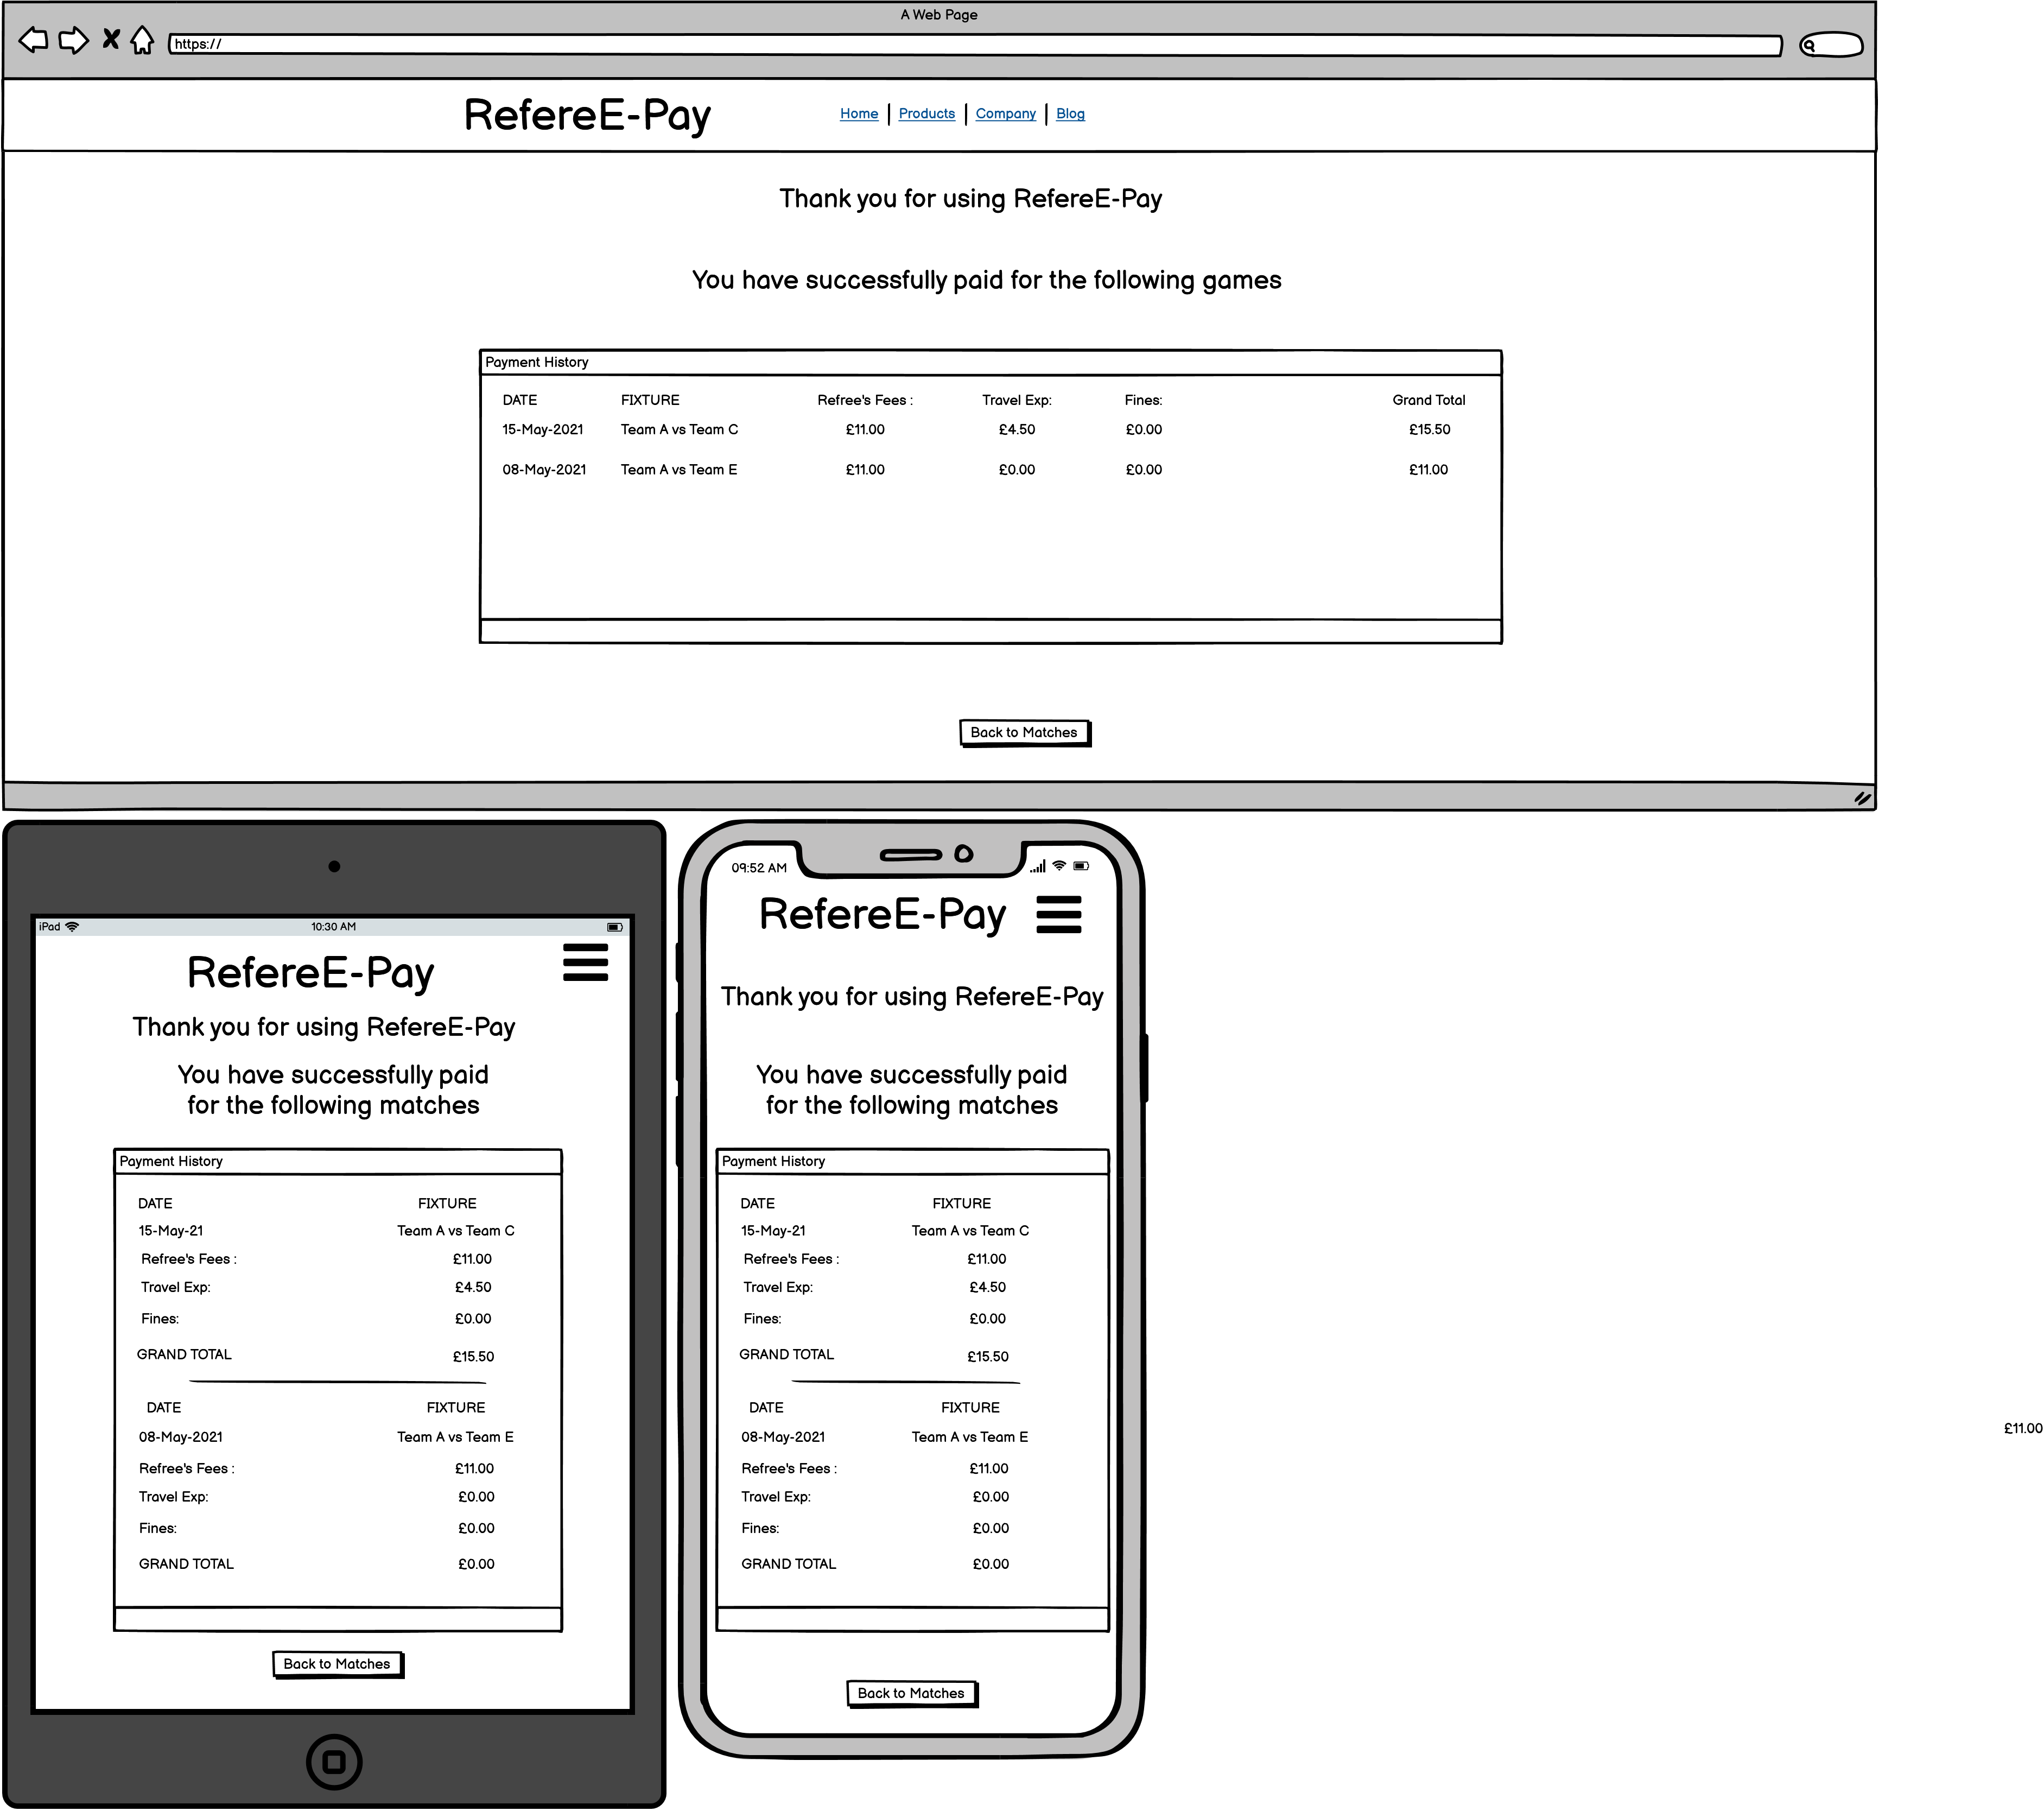 A Web Page
https://
RefereE-Pay
Home | Products | Company | Blog
Thank you for using RefereE-Pay
You have successfully paid for the following games
Payment History
DATE FIXTURE Refree's Fees : Travel Exp: Fines: Grand Total
15-May-2021 Team A vs Team C £11.00 £4.50 £0.00 £15.50
08-May-2021 Team A vs Team E £11.00 £0.00 £0.00 £11.00
Back to Matches
iPad 10:30 AM
RefereE-Pay
Thank you for using RefereE-Pay
You have successfully paid
for the following matches
Payment History
DATE FIXTURE
15-May-21 Team A vs Team C
Refree's Fees : £11.00
Travel Exp: £4.50
Fines: £0.00
GRAND TOTAL £15.50
DATE FIXTURE
08-May-2021 Team A vs Team E
Refree's Fees : £11.00
Travel Exp: £0.00
Fines: £0.00
GRAND TOTAL £0.00
Back to Matches
09:52 AM
RefereE-Pay
Thank you for using RefereE-Pay
You have successfully paid
for the following matches
Payment History
DATE FIXTURE
15-May-21 Team A vs Team C
Refree's Fees : £11.00
Travel Exp: £4.50
Fines: £0.00
GRAND TOTAL £15.50
DATE FIXTURE
08-May-2021 Team A vs Team E
Refree's Fees : £11.00
Travel Exp: £0.00
Fines: £0.00
GRAND TOTAL £0.00
Back to Matches
£11.00